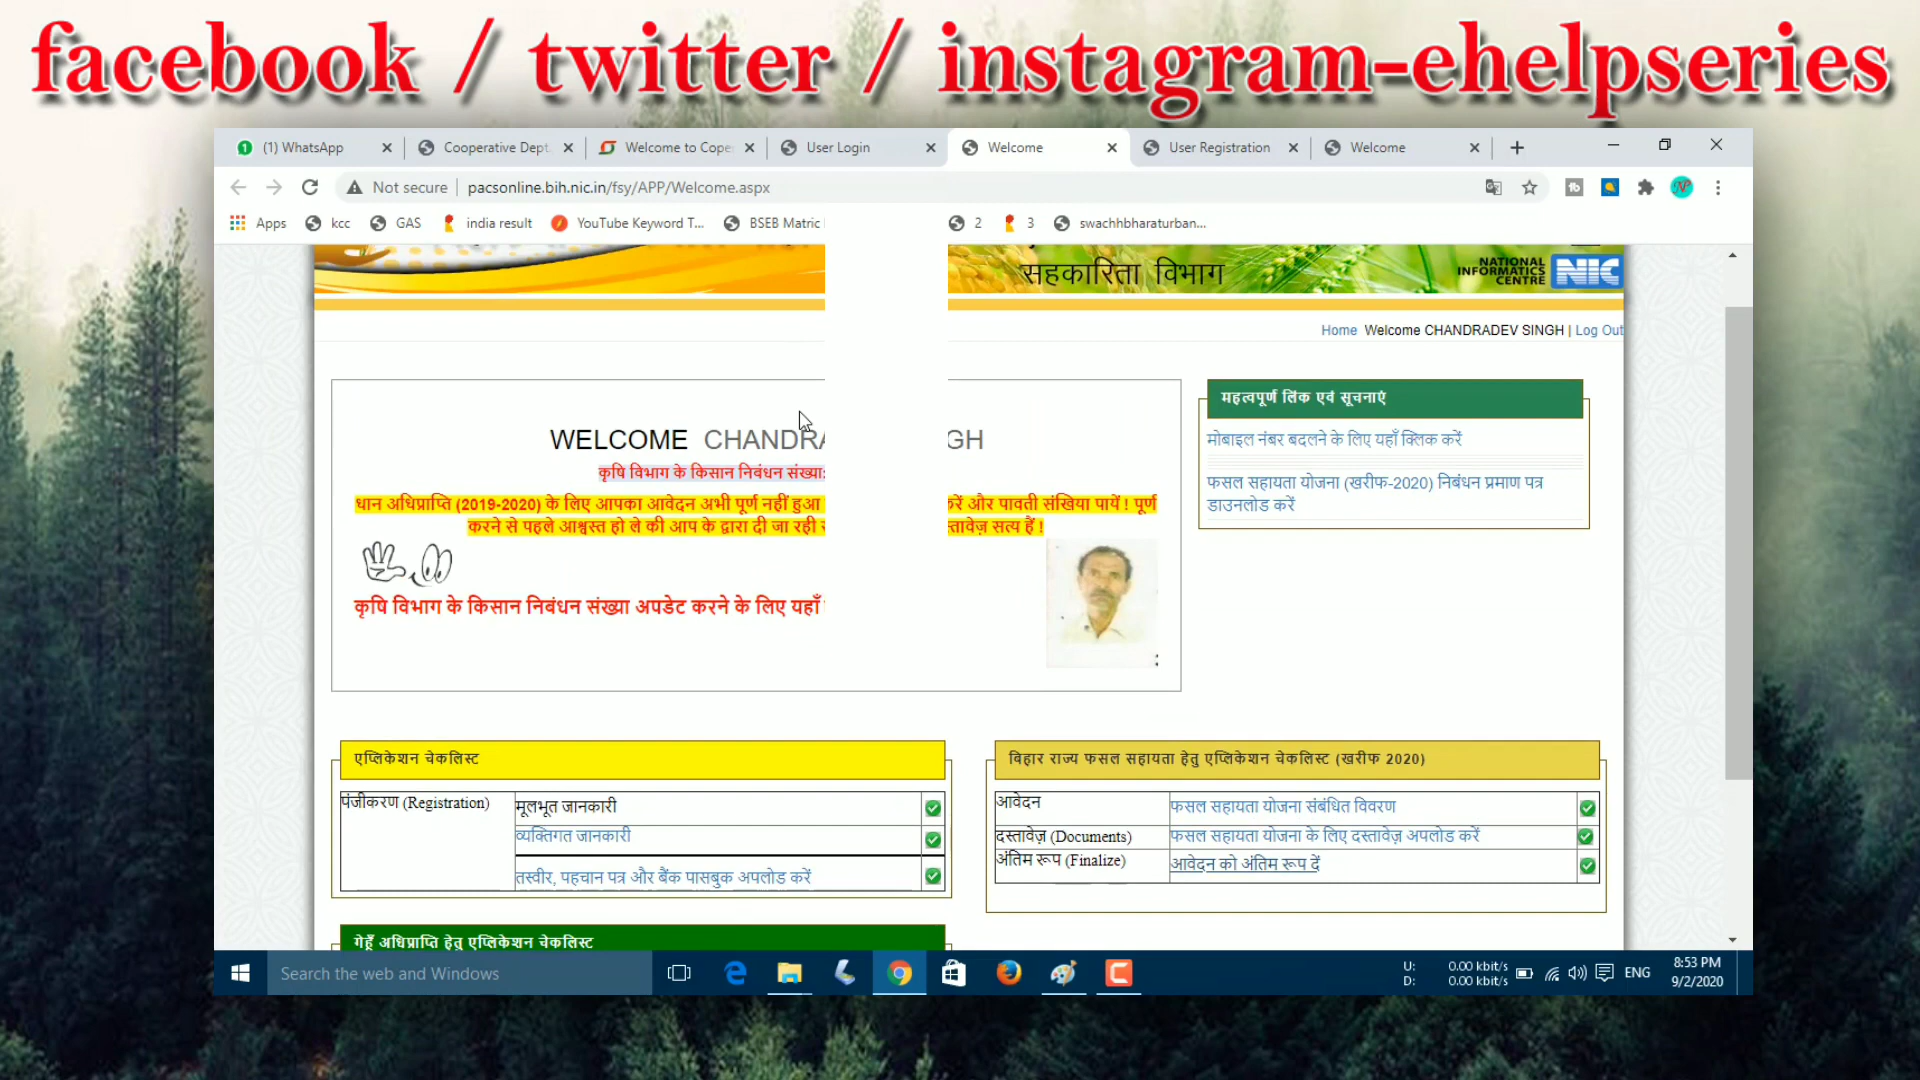 facebook / twitter / instagram-ehelpseries
(1) WhatsApp
Cooperative Dept.
Welcome to Cope
User Login
Welcome
User Registration
Welcome
Not secure | pacsonline.bih.nic.in/fsy/APP/Welcome.aspx
Apps kcc GAS india result YouTube Keyword T... BSEB Matric 2 3 swachhbharaturban...
सहकारिता विभाग
NATIONAL INFORMATICS CENTRE NIC
Home Welcome CHANDRADEV SINGH | Log Out
WELCOME CHANDRA GH
कृषि विभाग के किसान निबंधन संख्या:
धान अधिप्राप्ति (2019-2020) के लिए आपका आवेदन अभी पूर्ण नहीं हुआ रें और पावती संखिया पायें ! पूर्ण
करने से पहले आश्वस्त हो ले की आप के द्वारा दी जा रही स्तावेज़ सत्य हैं !
कृषि विभाग के किसान निबंधन संख्या अपडेट करने के लिए यहाँ
:
महत्वपूर्ण लिंक एवं सूचनाएं
मोबाइल नंबर बदलने के लिए यहाँ क्लिक करें
फसल सहायता योजना (खरीफ-2020) निबंधन प्रमाण पत्र
डाउनलोड करें
एप्लिकेशन चेकलिस्ट
पंजीकरण (Registration) मूलभूत जानकारी
व्यक्तिगत जानकारी
तस्वीर, पहचान पत्र और बैंक पासबुक अपलोड करें
बिहार राज्य फसल सहायता हेतु एप्लिकेशन चेकलिस्ट (खरीफ 2020)
आवेदन फसल सहायता योजना संबंधित विवरण
दस्तावेज़ (Documents) फसल सहायता योजना के लिए दस्तावेज़ अपलोड करें
अंतिम रूप (Finalize) आवेदन को अंतिम रूप दें
गेहूँ अधिप्राप्ति हेतु एप्लिकेशन चेकलिस्ट
Search the web and Windows
U: 0.00 kbit/s
D: 0.00 kbit/s
ENG
8:53 PM
9/2/2020